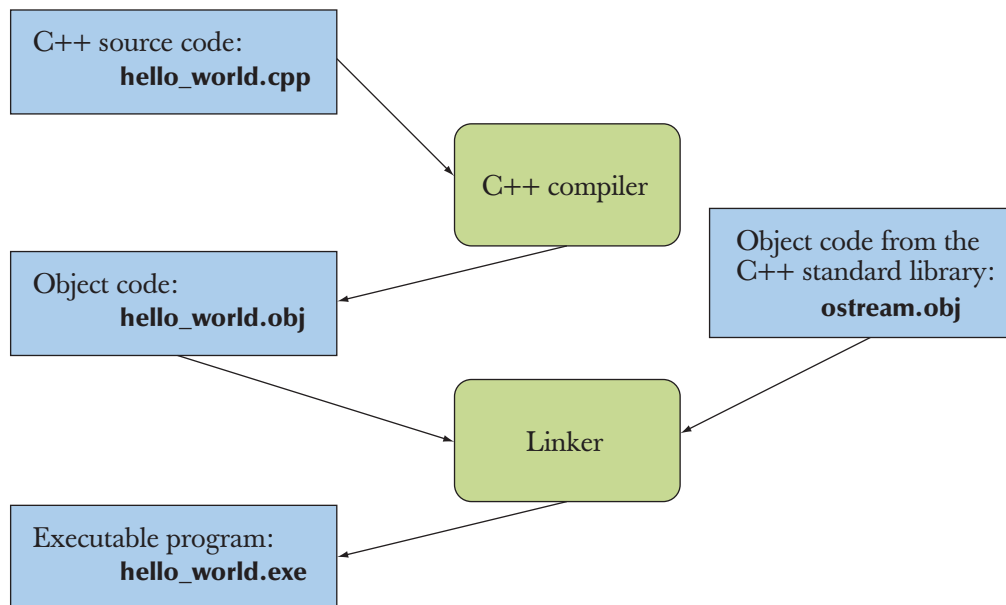 C++ source code:
hello_world.cpp
C++ compiler
Object code from the
C++ standard library:
ostream.obj
Object code:
hello_world.obj
Linker
Executable program:
hello_world.exe